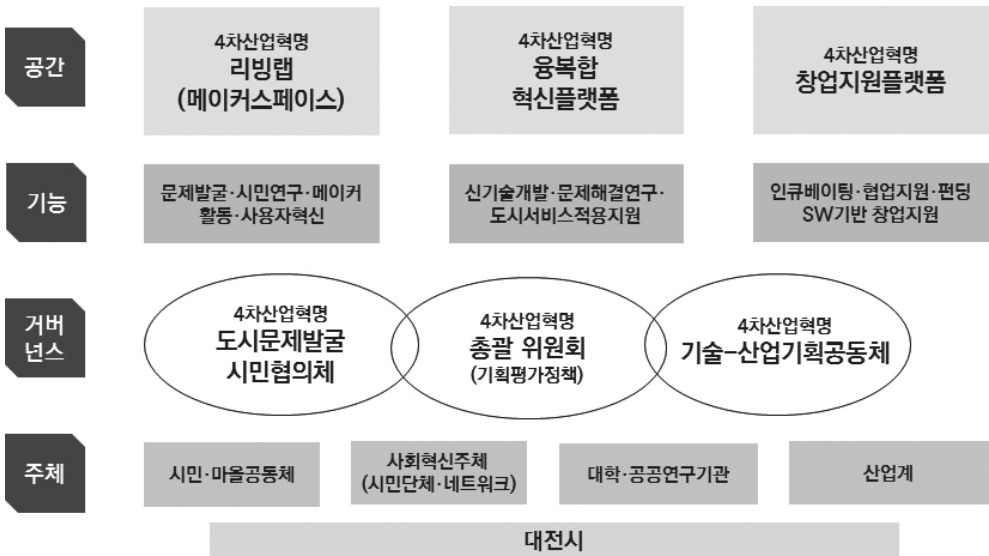 공간
4차산업혁명
리빙랩
(메이커스페이스)
4차산업혁명
융복합
혁신플랫폼
4차산업혁명
창업지원플랫폼
기능
문제발굴·시민연구·메이커
활동·사용자혁신
신기술개발·문제해결연구·
도시서비스적용지원
인큐베이팅·협업지원·펀딩
SW기반 창업지원
거버
넌스
4차산업혁명
도시문제발굴
시민협의체
4차산업혁명
총괄 위원회
(기획평가정책)
4차산업혁명
기술-산업기획공동체
주체
시민·마을공통체
사회혁신주체
(시민단체·네트워크)
대학·공공연구기관
산업계
대전시